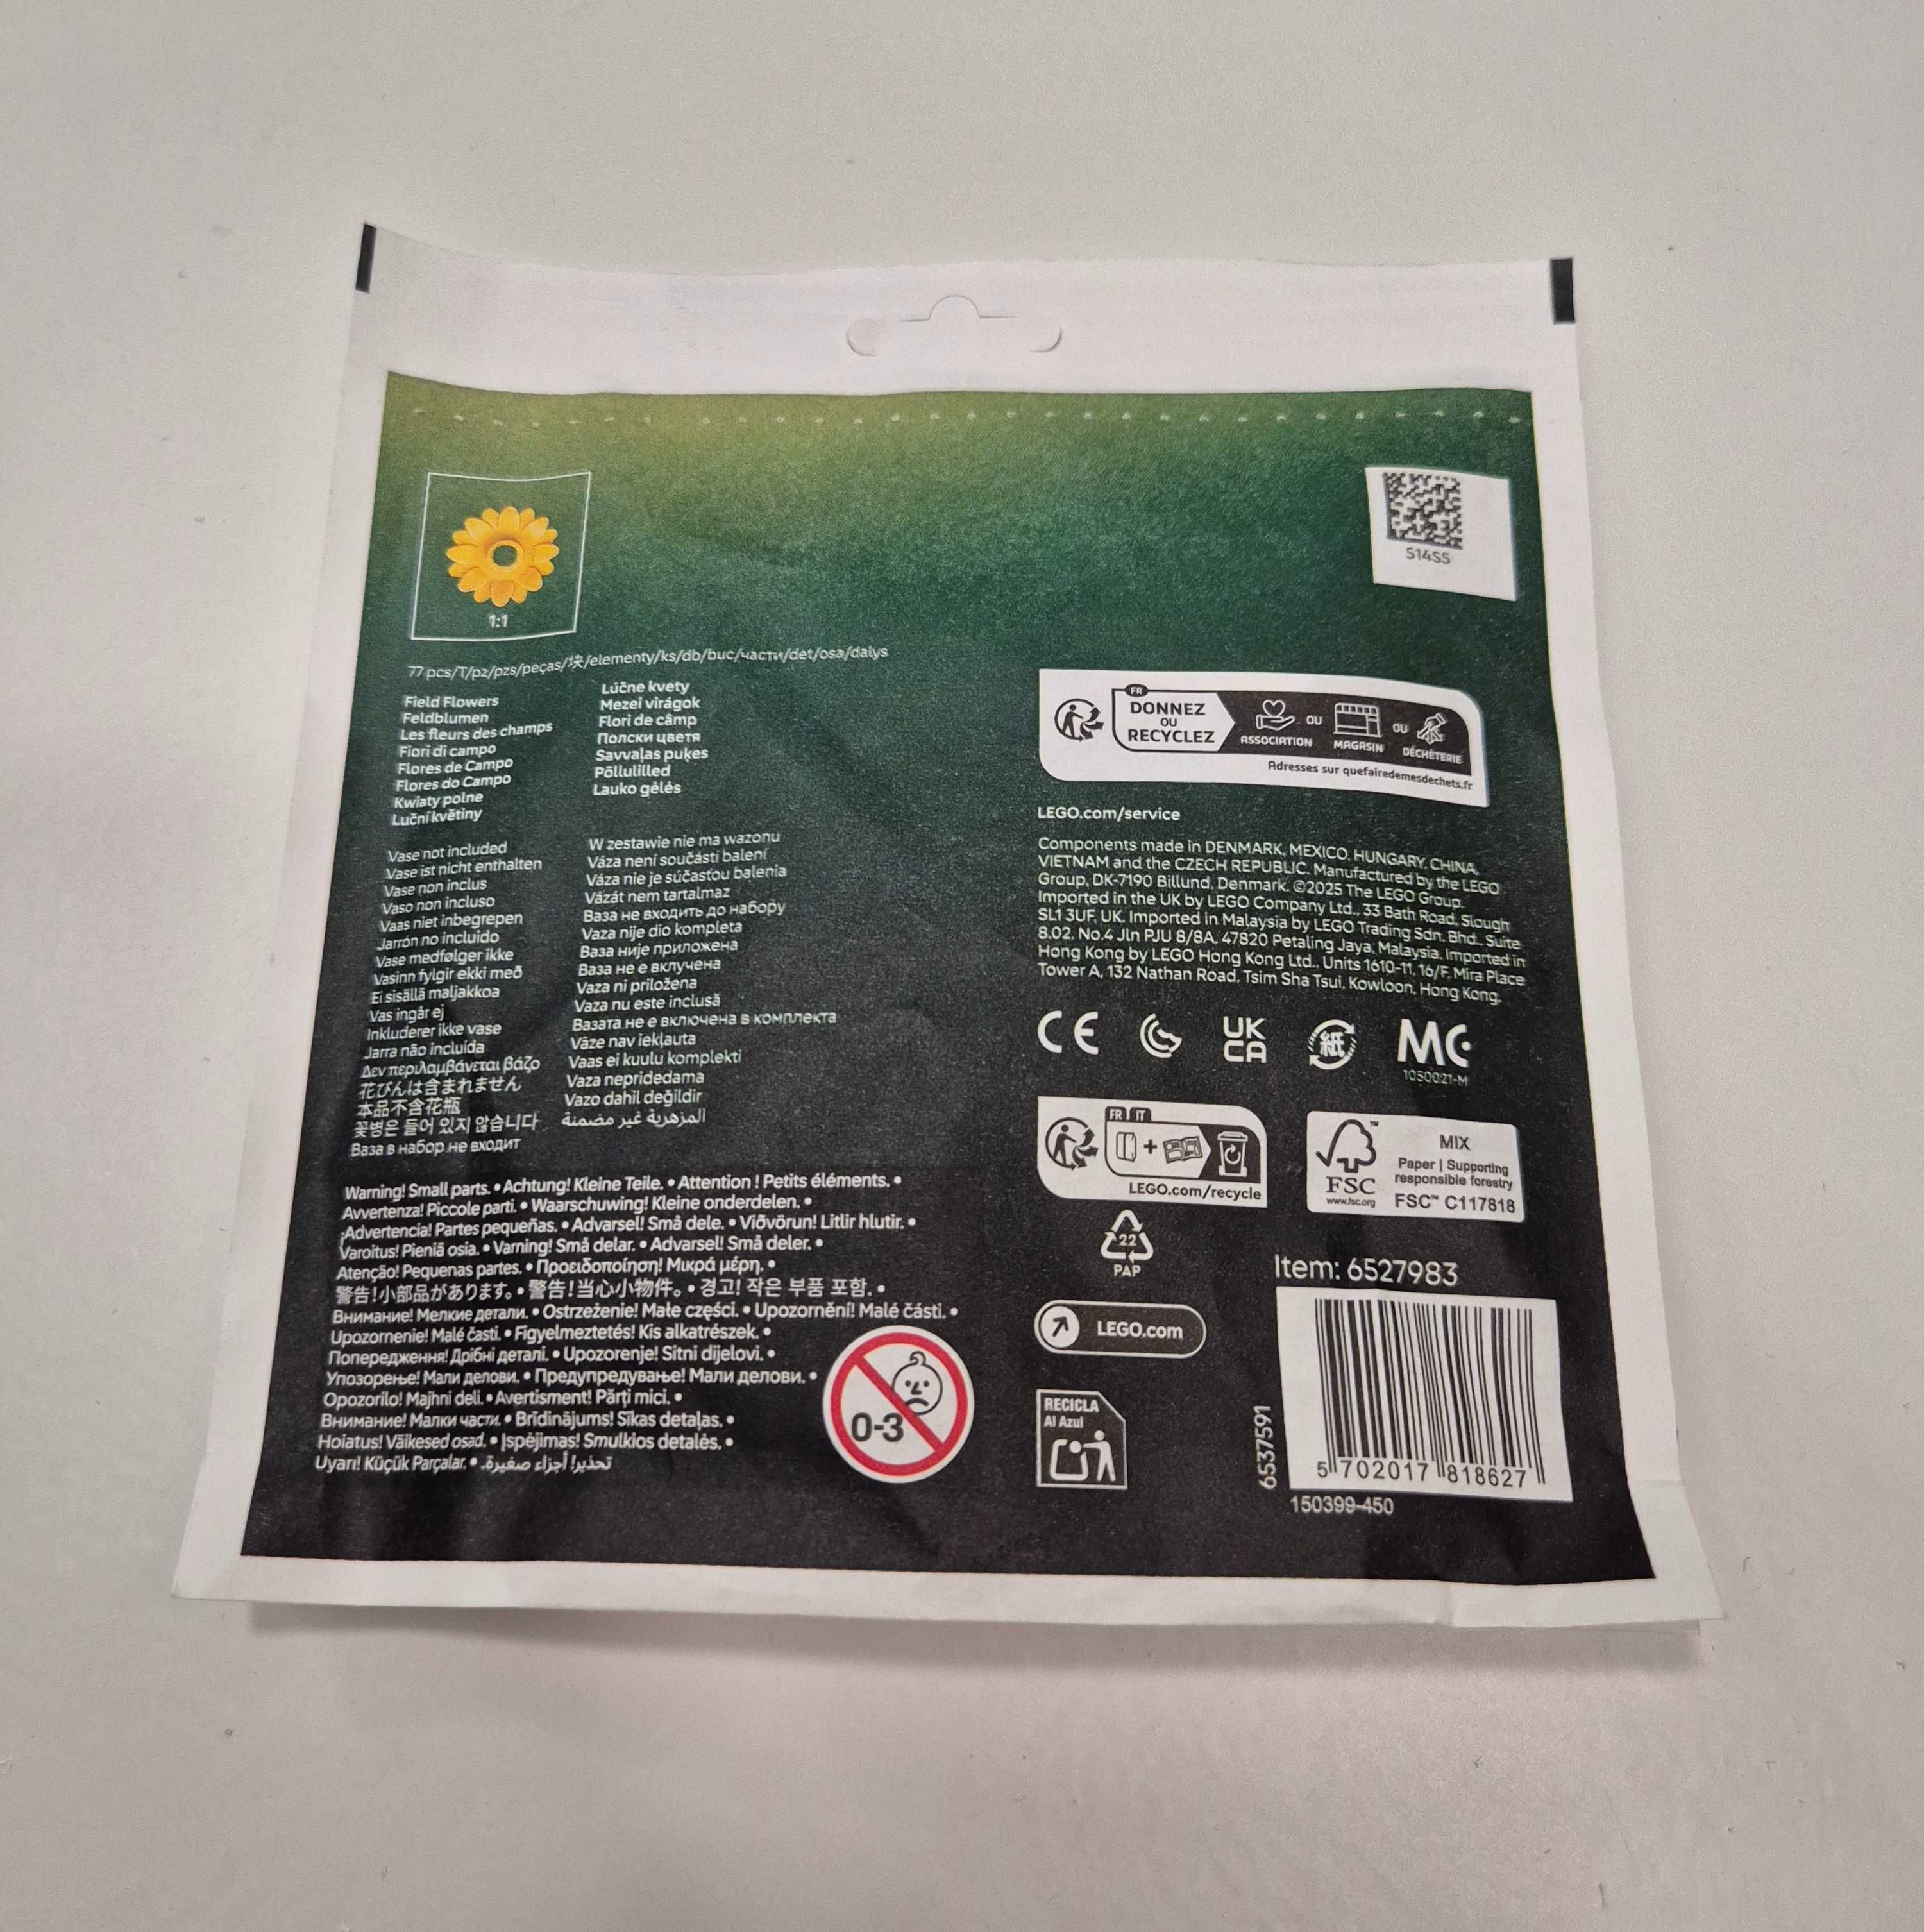 1:1
S14S5
77 pcs/T/pz/pzs/peças/块/elementy/ks/db/buc/части/det/osa/dalys
Field Flowers
Feldblumen
Les fleurs des champs
Fiori di campo
Flores de Campo
Flores do Campo
Kwiaty polne
Luční květiny
Lúčne kvety
Mezei virágok
Flori de câmp
Полски цветя
Savvaļas puķes
Põllulilled
Lauko gėlės
Vase not included
Vase ist nicht enthalten
Vase non inclus
Vaso non incluso
Vaas niet inbegrepen
Jarrón no incluido
Vase medfølger ikke
Vasinn fylgir ekki með
Ei sisällä maljakkoa
Vas ingår ej
Inkluderer ikke vase
Jarra não incluída
Δεν περιλαμβάνεται βάζο
花びんは含まれません
本品不含花瓶
꽃병은 들어 있지 않습니다
Ваза в набор не входит
W zestawie nie ma wazonu
Váza není součástí balení
Váza nie je súčasťou balenia
Vázát nem tartalmaz
Ваза не входить до набору
Vaza nije dio kompleta
Ваза није приложена
Ваза не е вклучена
Vaza ni priložena
Vaza nu este inclusă
Вазата не е включена в комплекта
Vāze nav iekļauta
Vaas ei kuulu komplekti
Vaza nepridedama
Vazo dahil değildir
المزهرية غير مضمنة
Warning! Small parts. • Achtung! Kleine Teile. • Attention ! Petits éléments. •
Avvertenza! Piccole parti. • Waarschuwing! Kleine onderdelen. •
¡Advertencia! Partes pequeñas. • Advarsel! Små dele. • Viðvörun! Litlir hlutir. •
Varoitus! Pieniä osia. • Varning! Små delar. • Advarsel! Små deler. •
Atenção! Pequenas partes. • Προειδοποίηση! Μικρά μέρη. •
警告!小部品があります。• 警告!当心小物件。• 경고! 작은 부품 포함. •
Внимание! Мелкие детали. • Ostrzeżenie! Małe części. • Upozornění! Malé části. •
Upozornenie! Malé časti. • Figyelmeztetés! Kis alkatrészek. •
Попередження! Дрібні деталі. • Upozorenje! Sitni dijelovi. •
Упозорење! Мали делови. • Предупредување! Мали делови. •
Opozorilo! Majhni deli. • Avertisment! Părți mici. •
Внимание! Малки части. • Brīdinājums! Sīkas detaļas. •
Hoiatus! Väikesed osad. • Įspėjimas! Smulkios detalės. •
Uyarı! Küçük Parçalar. • تحذير! أجزاء صغيرة.
0-3
FR
DONNEZ
OU
RECYCLEZ
ASSOCIATION
OU
MAGASIN
OU
DÉCHÈTERIE
Adresses sur quefairedemesdechets.fr
LEGO.com/service
Components made in DENMARK, MEXICO, HUNGARY, CHINA,
VIETNAM and the CZECH REPUBLIC. Manufactured by the LEGO
Group, DK-7190 Billund, Denmark. ©2025 The LEGO Group.
Imported in the UK by LEGO Company Ltd., 33 Bath Road, Slough
SL1 3UF, UK. Imported in Malaysia by LEGO Trading Sdn. Bhd., Suite
8.02, No.4 Jln PJU 8/8A, 47820 Petaling Jaya, Malaysia. Imported in
Hong Kong by LEGO Hong Kong Ltd., Units 1610-11, 16/F, Mira Place
Tower A, 132 Nathan Road, Tsim Sha Tsui, Kowloon, Hong Kong.
CE
UK
CA
紙
MC
1050021-M
FR IT
+
LEGO.com/recycle
FSC™
www.fsc.org
MIX
Paper | Supporting
responsible forestry
FSC™ C117818
22
PAP
LEGO.com
RECICLA
Al Azul
Item: 6527983
6537591
5 702017 818627
150399-450